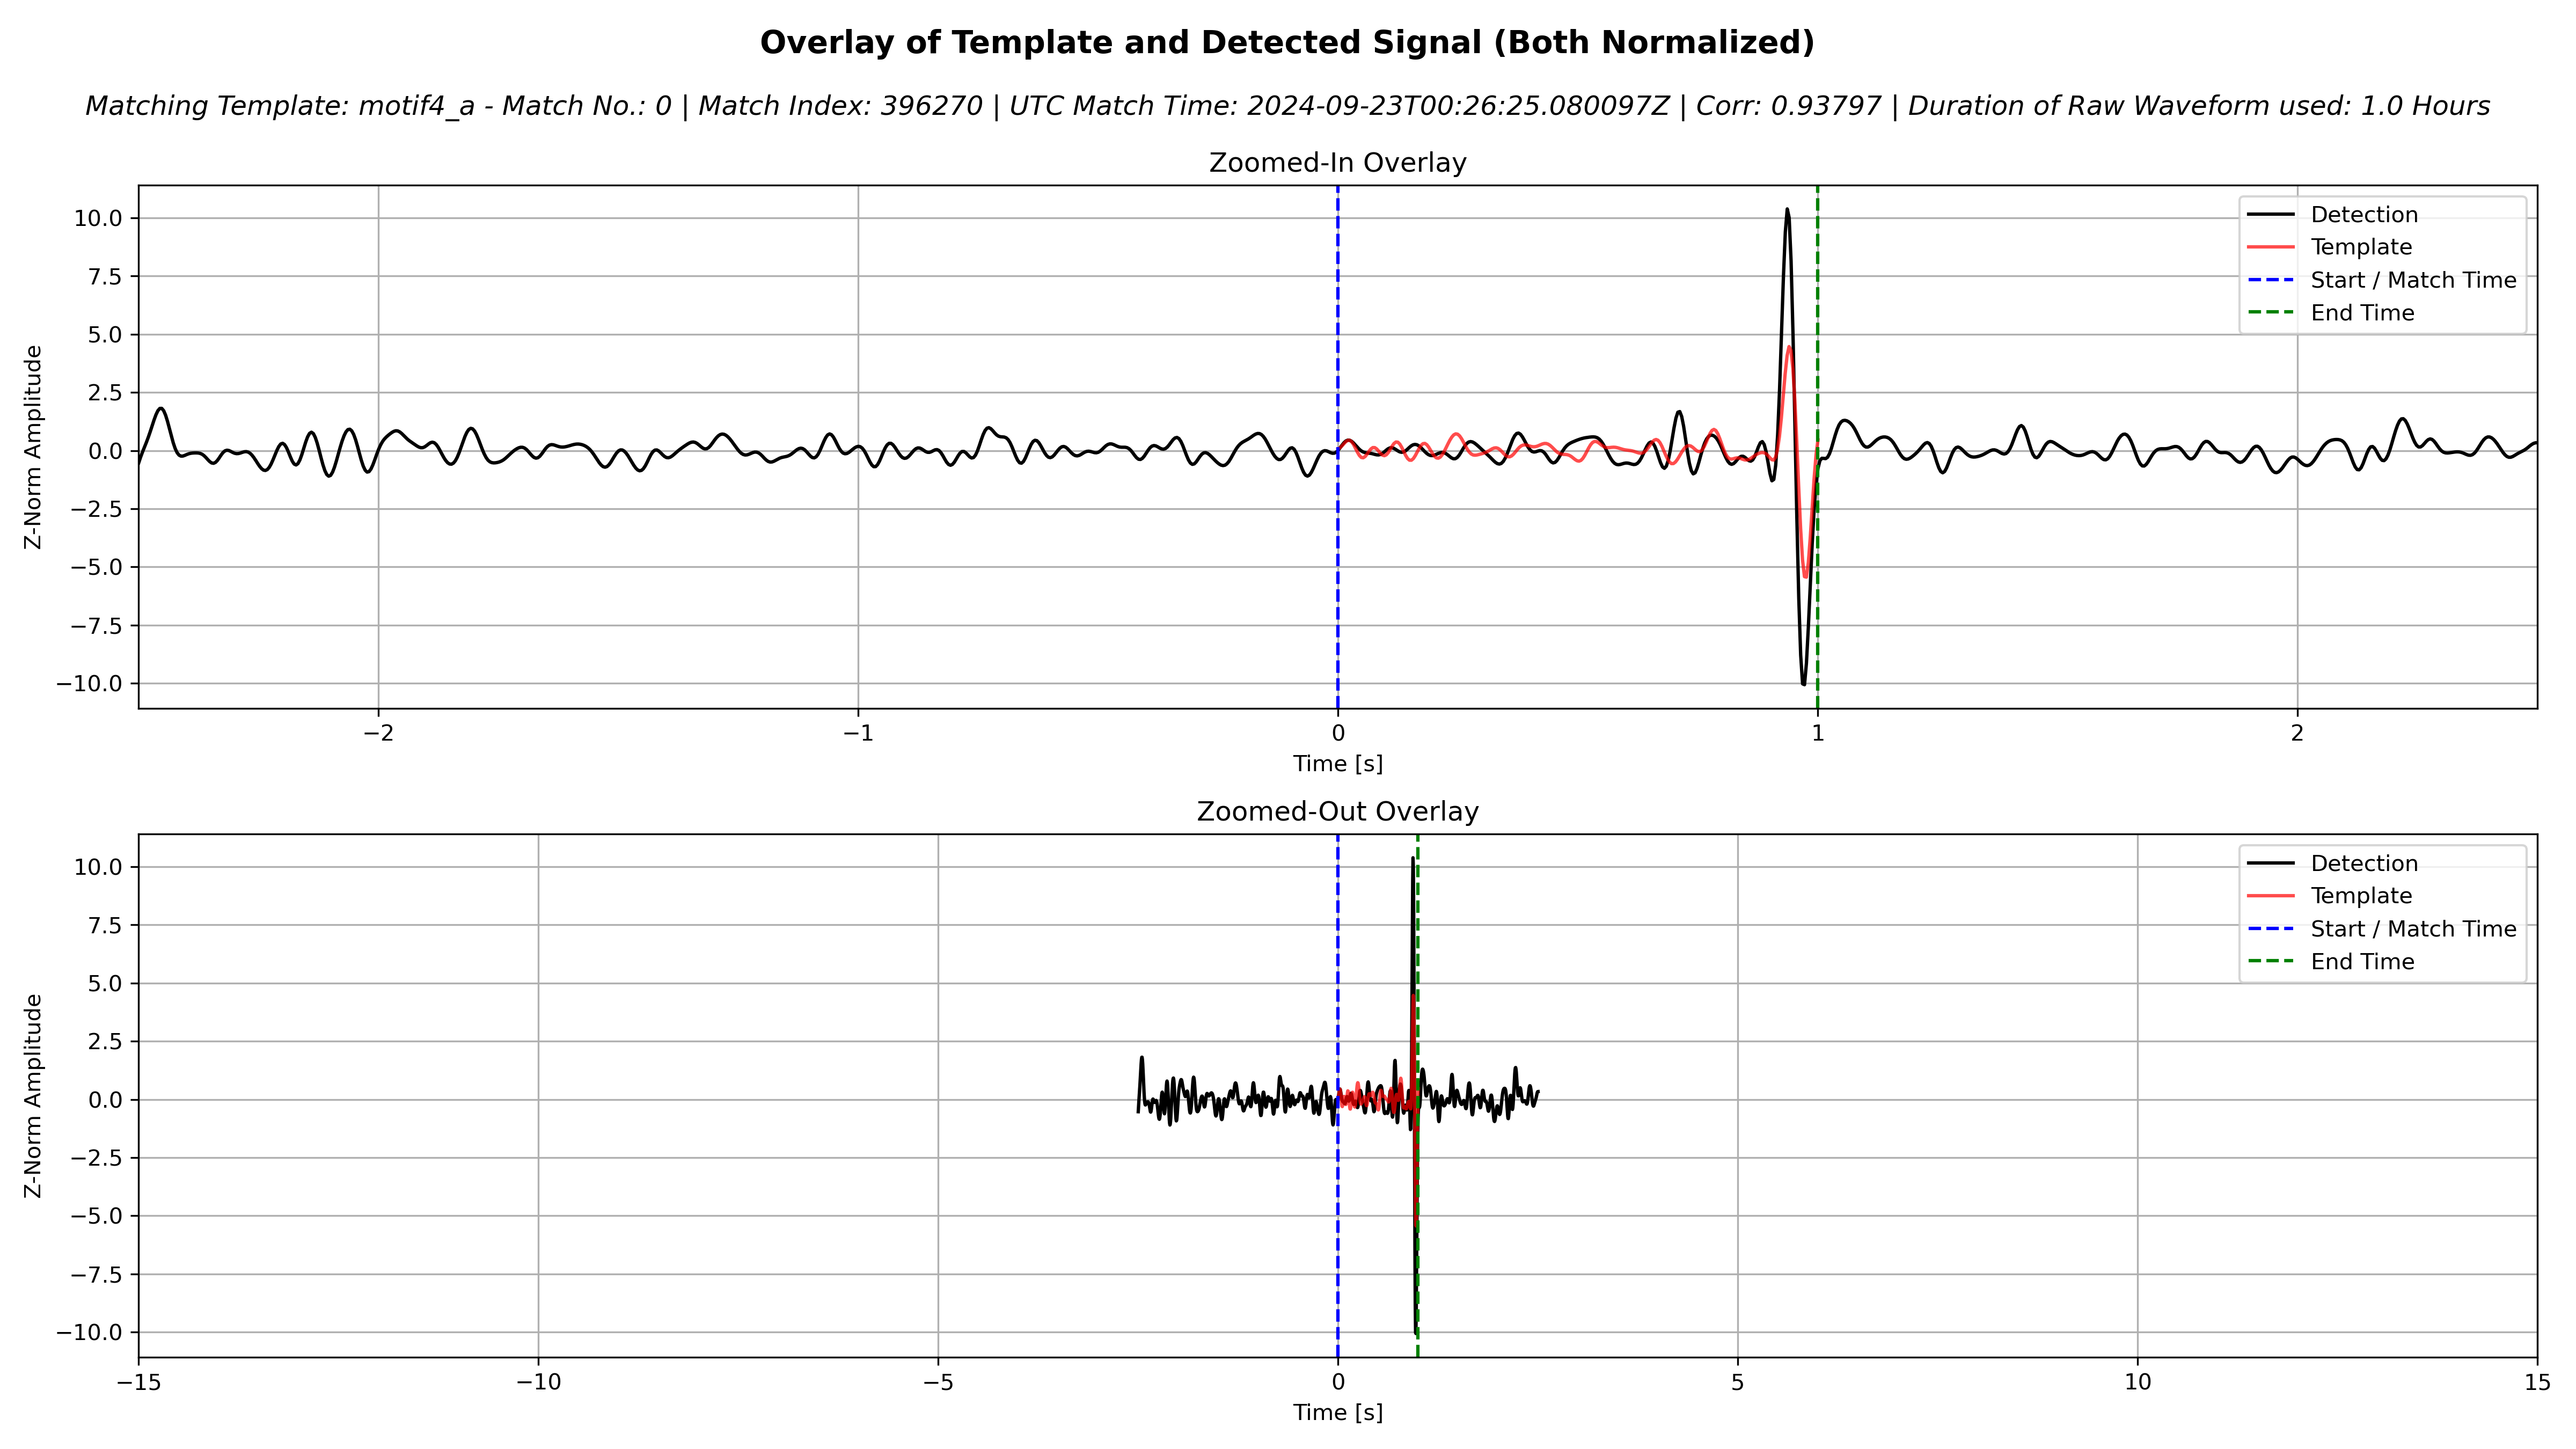 Overlay of Template and Detected Signal (Both Normalized)
Matching Template: motif4_a - Match No.: 0 | Match Index: 396270 | UTC Match Time: 2024-09-23T00:26:25.080097Z | Corr: 0.93797 | Duration of Raw Waveform used: 1.0 Hours
Zoomed-In Overlay
Z-Norm Amplitude
10.0
7.5
5.0
2.5
0.0
−2.5
−5.0
−7.5
−10.0
Detection
Template
Start / Match Time
End Time
−2 −1 0 1 2
Time [s]
Zoomed-Out Overlay
Z-Norm Amplitude
10.0
7.5
5.0
2.5
0.0
−2.5
−5.0
−7.5
−10.0
Detection
Template
Start / Match Time
End Time
−15 −10 −5 0 5 10 15
Time [s]